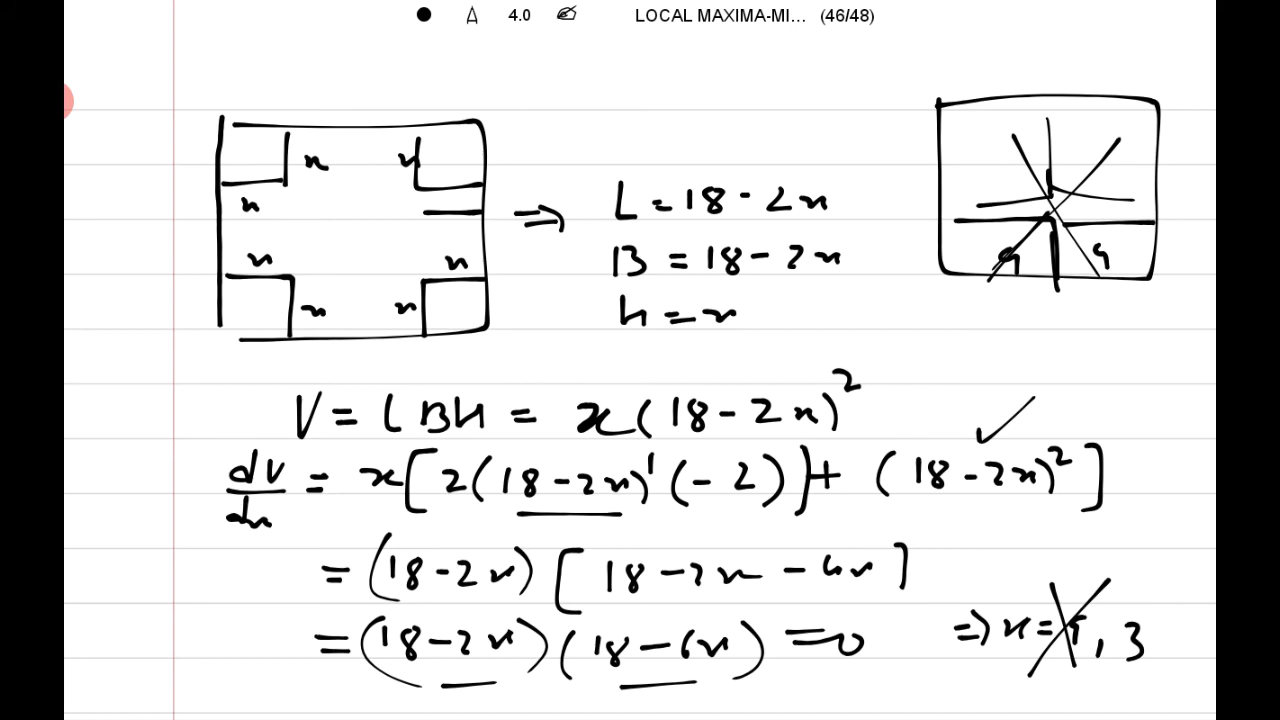 4.0 LOCAL MAXIMA-MI... (46/48)
x x
x
x x
x x
⇒ L = 18 - 2x
B = 18 - 2x
h = x
9 9
V = LBH = x(18-2x)²
dv/dx = x[2(18-2x)¹(-2)] + (18-2x)²]
= (18-2x) [18-2x-4x]
= (18-2x)(18-6x) = 0 ⇒ x = 9, 3